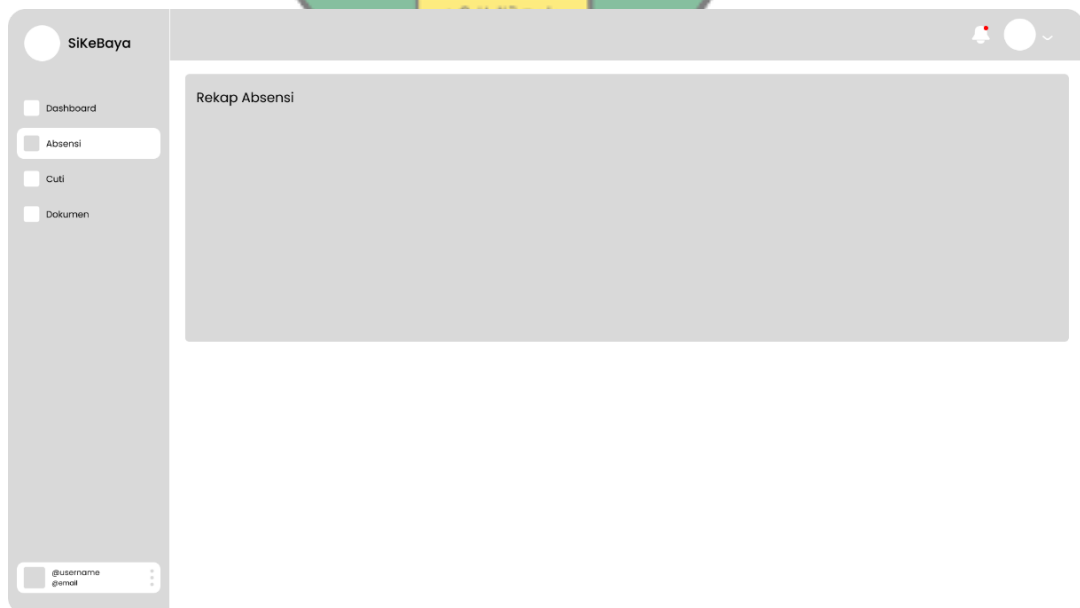 SiKeBaya
Dashboard
Absensi
Cuti
Dokumen
@username
@email
Rekap Absensi